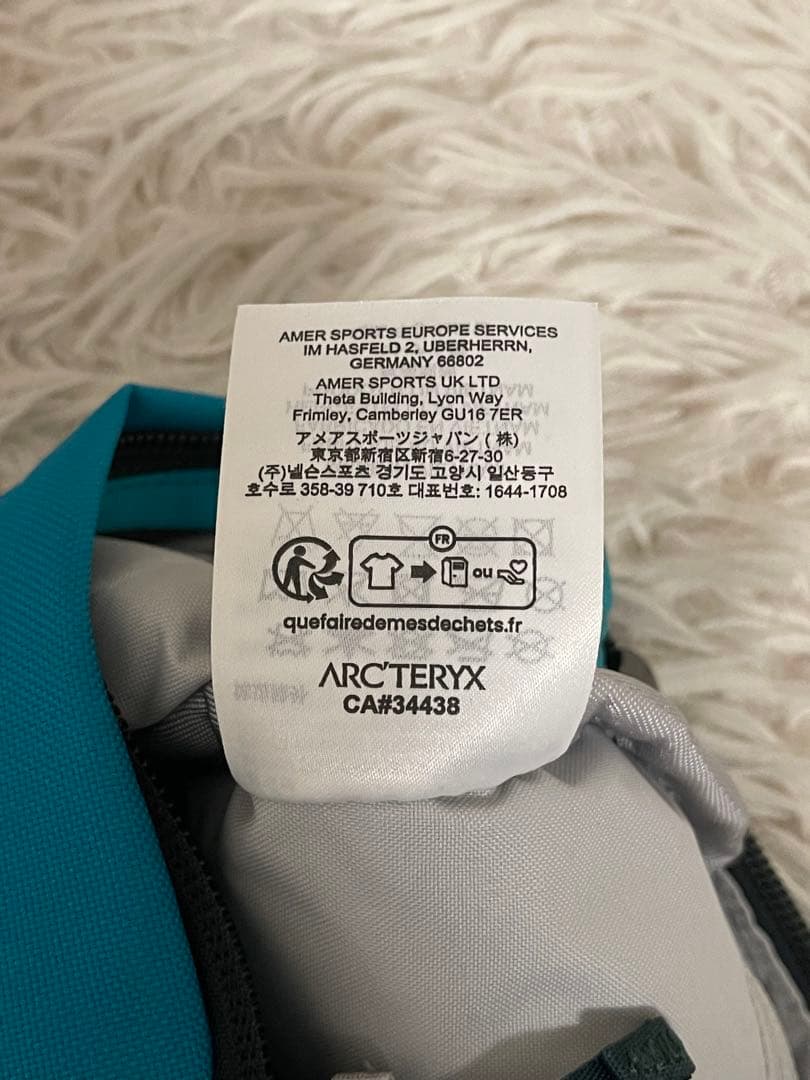 AMER SPORTS EUROPE SERVICES
IM HASFELD 2, UBERHERRN,
GERMANY 66802
AMER SPORTS UK LTD
Theta Building, Lyon Way
Frimley, Camberley GU16 7ER
アメアスポーツジャパン ( 株)
東京都新宿区新宿6-27-30
(주)넬슨스포츠 경기도 고양시 일산동구
호수로 358-39 710호 대표번호: 1644-1708
FR
ou
quefairedemesdechets.fr
ARC'TERYX
CA#34438